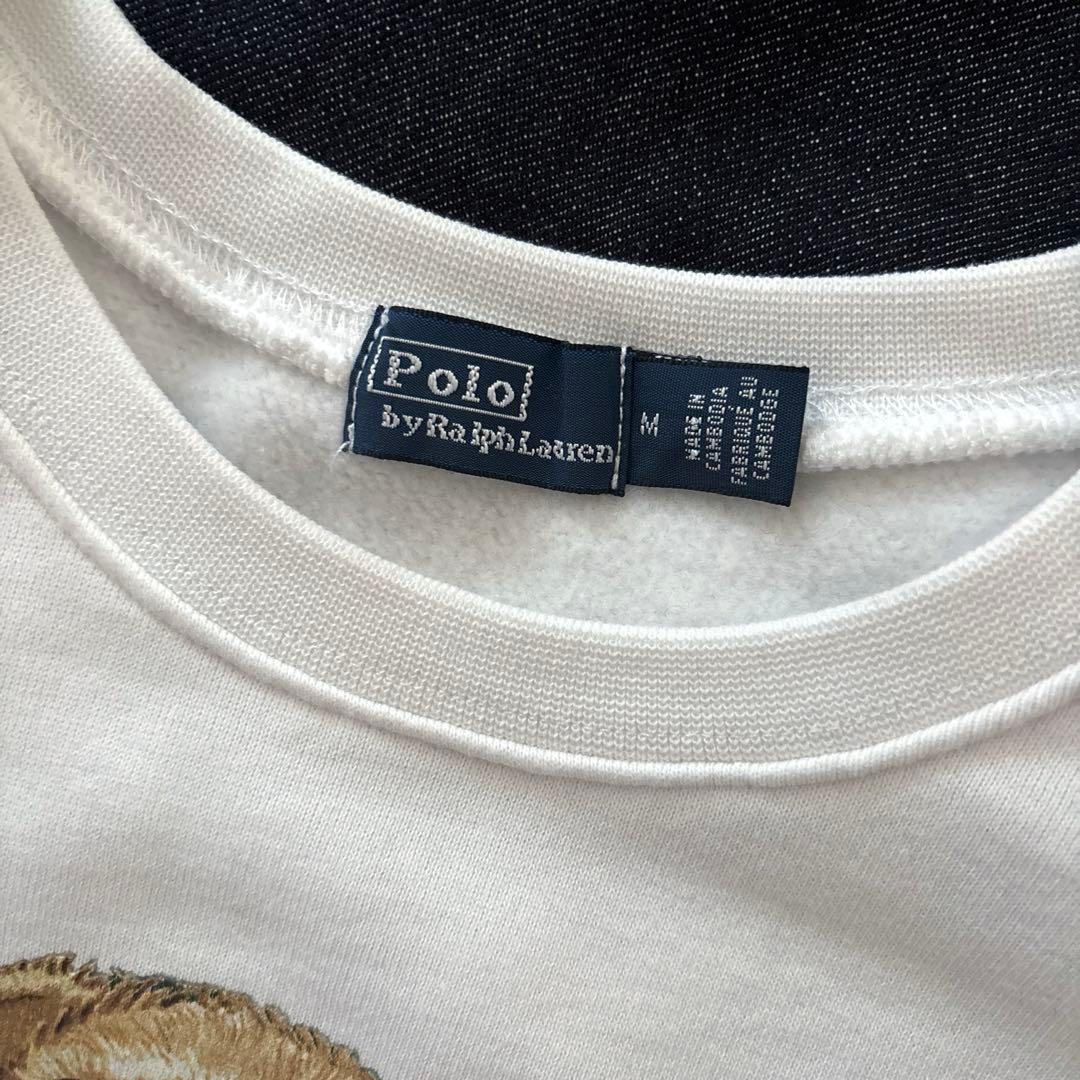 Polo
by Ralph Lauren
M
MADE IN
CAMBODIA
FABRIQUÉ AU
CAMBODGE